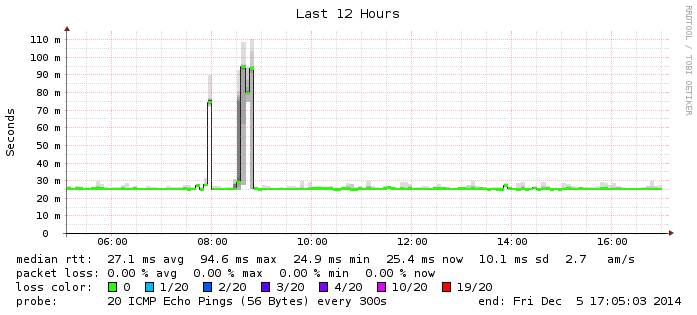 Last 12 Hours
RRDTOOL / TOBI OETIKER
Seconds
110 m
100 m
90 m
80 m
70 m
60 m
50 m
40 m
30 m
20 m
10 m
0
06:00 08:00 10:00 12:00 14:00 16:00
median rtt: 27.1 ms avg 94.6 ms max 24.9 ms min 25.4 ms now 10.1 ms sd 2.7 am/s
packet loss: 0.00 % avg 0.00 % max 0.00 % min 0.00 % now
loss color: 0 1/20 2/20 3/20 4/20 10/20 19/20
probe: 20 ICMP Echo Pings (56 Bytes) every 300s end: Fri Dec 5 17:05:03 2014